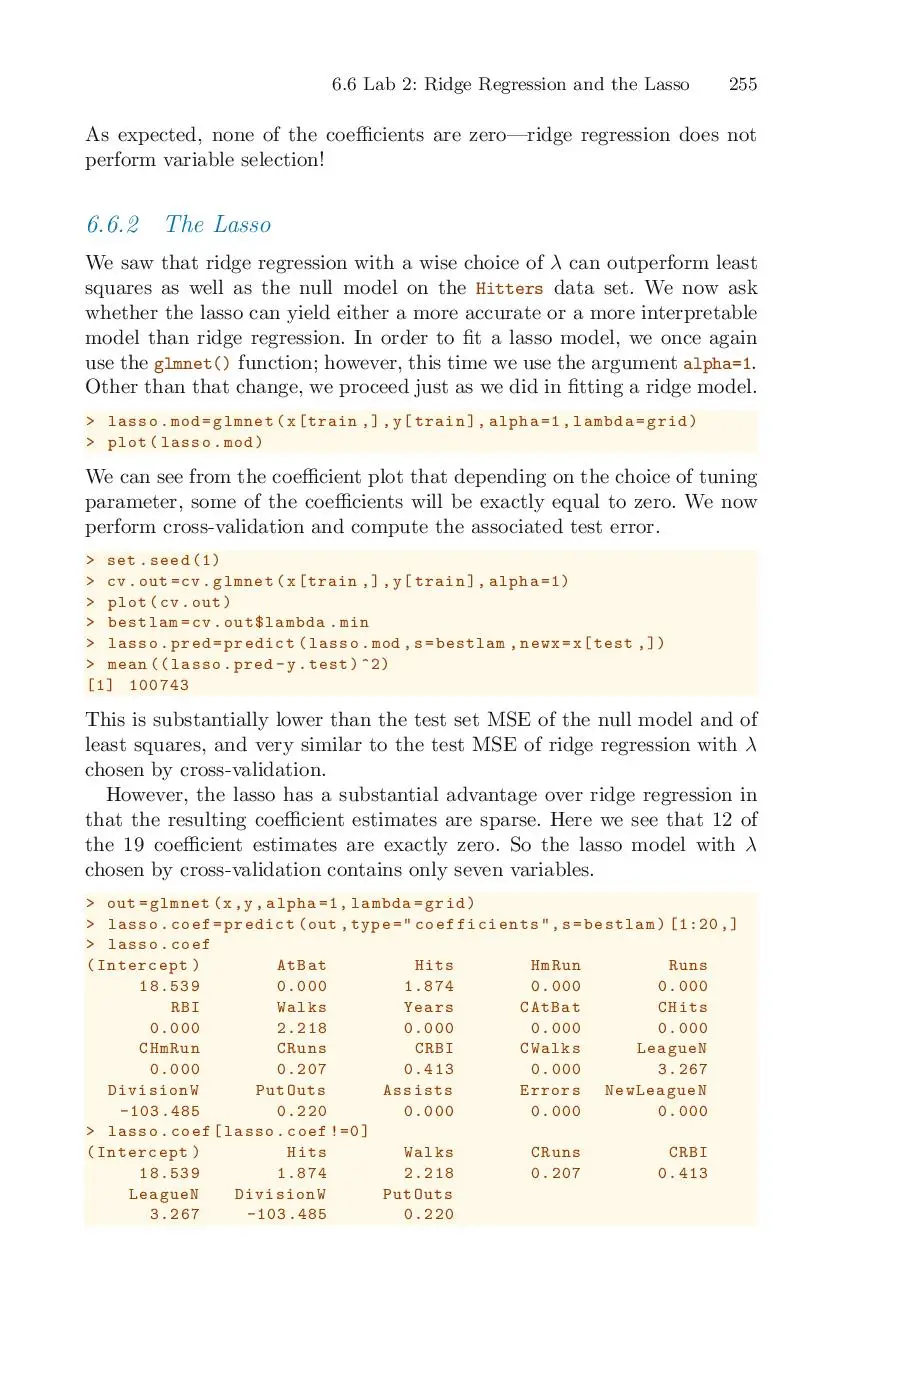 6.6 Lab 2: Ridge Regression and the Lasso 255
As expected, none of the coefficients are zero—ridge regression does not
perform variable selection!
6.6.2 The Lasso
We saw that ridge regression with a wise choice of λ can outperform least
squares as well as the null model on the Hitters data set. We now ask
whether the lasso can yield either a more accurate or a more interpretable
model than ridge regression. In order to fit a lasso model, we once again
use the glmnet() function; however, this time we use the argument alpha=1.
Other than that change, we proceed just as we did in fitting a ridge model.
> lasso.mod=glmnet(x[train,],y[train],alpha=1,lambda=grid)
> plot(lasso.mod)
We can see from the coefficient plot that depending on the choice of tuning
parameter, some of the coefficients will be exactly equal to zero. We now
perform cross-validation and compute the associated test error.
> set.seed(1)
> cv.out=cv.glmnet(x[train,],y[train],alpha=1)
> plot(cv.out)
> bestlam=cv.out$lambda.min
> lasso.pred=predict(lasso.mod,s=bestlam,newx=x[test,])
> mean((lasso.pred-y.test)^2)
[1] 100743
This is substantially lower than the test set MSE of the null model and of
least squares, and very similar to the test MSE of ridge regression with λ
chosen by cross-validation.
However, the lasso has a substantial advantage over ridge regression in
that the resulting coefficient estimates are sparse. Here we see that 12 of
the 19 coefficient estimates are exactly zero. So the lasso model with λ
chosen by cross-validation contains only seven variables.
> out=glmnet(x,y,alpha=1,lambda=grid)
> lasso.coef=predict(out,type="coefficients",s=bestlam)[1:20,]
> lasso.coef
(Intercept) AtBat Hits HmRun Runs
18.539 0.000 1.874 0.000 0.000
RBI Walks Years CAtBat CHits
0.000 2.218 0.000 0.000 0.000
CHmRun CRuns CRBI CWalks LeagueN
0.000 0.207 0.413 0.000 3.267
DivisionW PutOuts Assists Errors NewLeagueN
-103.485 0.220 0.000 0.000 0.000
> lasso.coef[lasso.coef!=0]
(Intercept) Hits Walks CRuns CRBI
18.539 1.874 2.218 0.207 0.413
LeagueN DivisionW PutOuts
3.267 -103.485 0.220